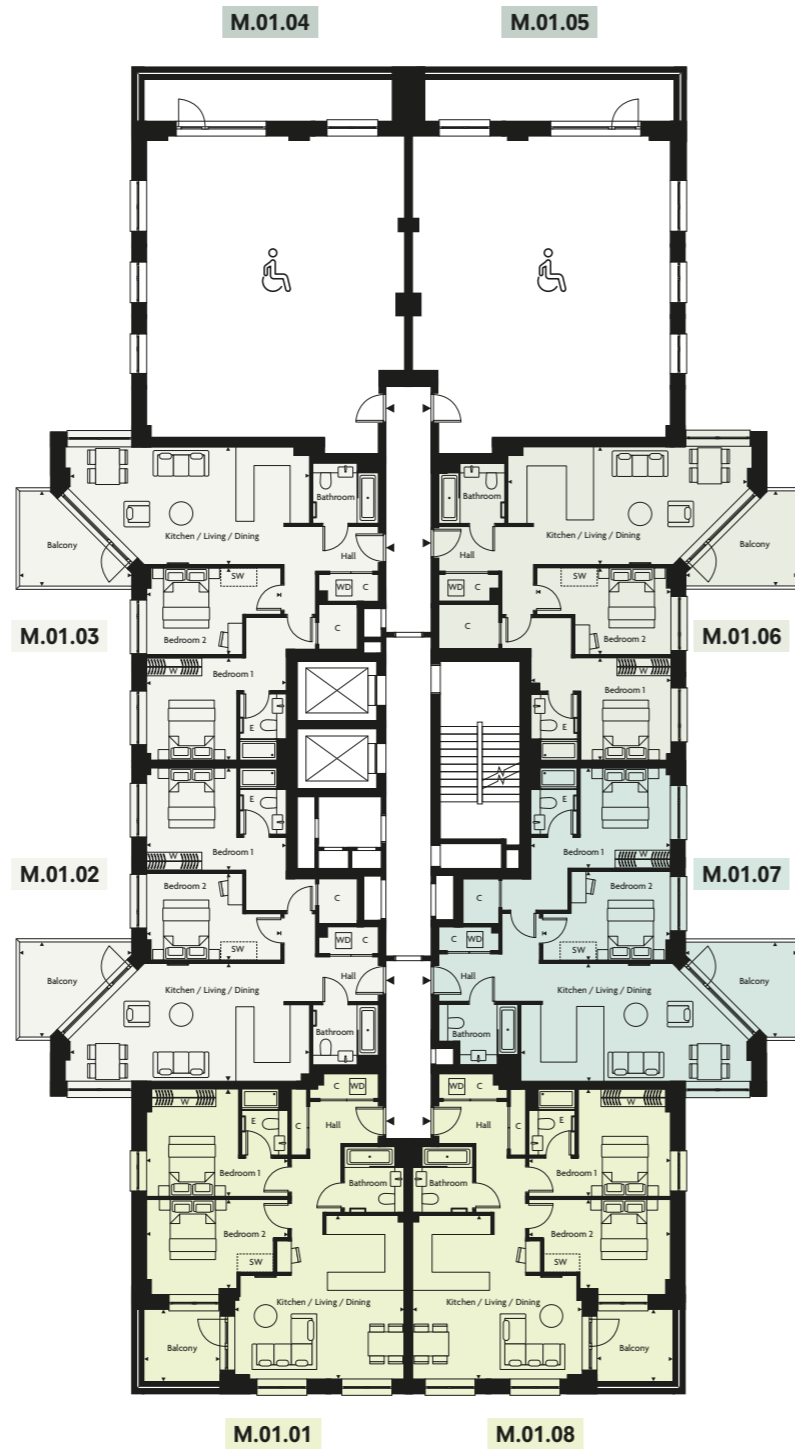 M.01.04 M.01.05
Bathroom Bathroom
Kitchen / Living / Dining Kitchen / Living / Dining
Balcony Hall Hall Balcony
SW WD C WD C SW
M.01.03 Bedroom 2 C C Bedroom 2 M.01.06
W Bedroom 1 Bedroom 1 W
E E
E E
W Bedroom 1 Bedroom 1 W
M.01.02 Bedroom 2 C C Bedroom 2 M.01.07
SW WD C C WD SW
Balcony Hall Hall Balcony
Kitchen / Living / Dining Kitchen / Living / Dining
Bathroom Bathroom
C WD WD C
W E C Hall Hall C E W
Bedroom 1 Bathroom Bathroom Bedroom 1
Bedroom 2 Bedroom 2
SW SW
Kitchen / Living / Dining Kitchen / Living / Dining
Balcony Balcony
M.01.01 M.01.08